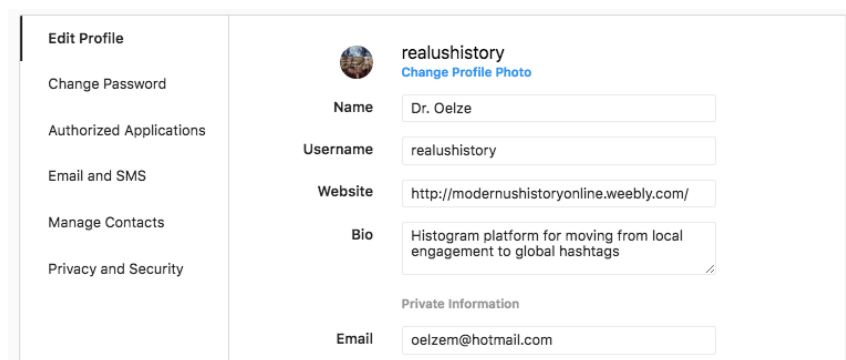 Edit Profile
Change Password
Authorized Applications
Email and SMS
Manage Contacts
Privacy and Security
realushistory
Change Profile Photo
Name Dr. Oelze
Username realushistory
Website http://modernushistoryonline.weebly.com/
Bio Histogram platform for moving from local
engagement to global hashtags
Private Information
Email oelzem@hotmail.com